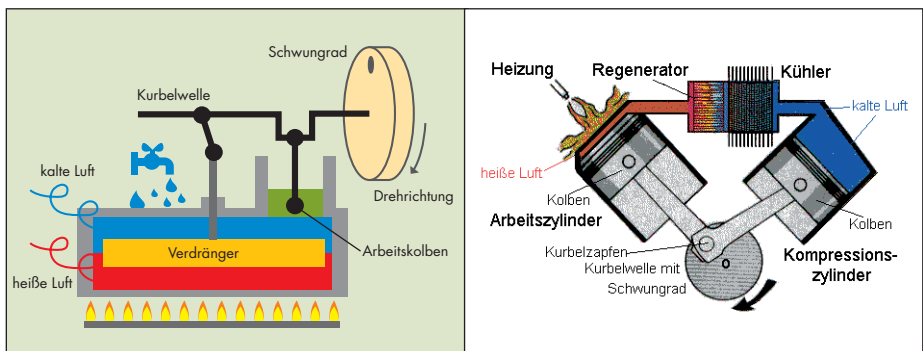 Schwungrad
Kurbelwelle
kalte Luft
Drehrichtung
Arbeitskolben
Verdränger
heiße Luft
Heizung
Regenerator
Kühler
kalte Luft
heiße Luft
Kolben
Arbeitszylinder
Kolben
Kurbelzapfen
Kurbelwelle mit
Schwungrad
Kompressions-
zylinder